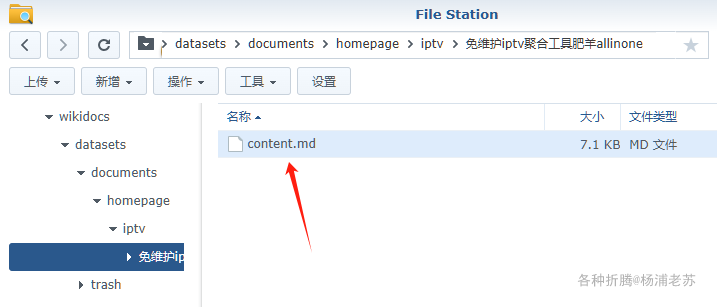 File Station
datasets documents homepage iptv 免维护iptv聚合工具肥羊allinone
上传 新增 操作 工具 设置
wikidocs
datasets
documents
homepage
iptv
免维护ip
trash
名称 大小 文件类型
content.md 7.1 KB MD 文件
各种折腾@杨浦老苏